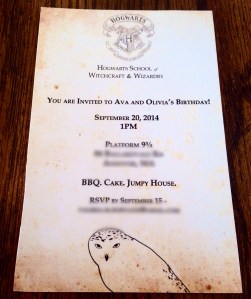 HOGWARTS
HOGWARTS SCHOOL of
WITCHCRAFT & WIZARDRY
YOU ARE INVITED TO AVA AND OLIVIA'S BIRTHDAY!
SEPTEMBER 20, 2014
1PM
PLATFORM 9¾
BBQ. CAKE. JUMPY HOUSE.
RSVP BY SEPTEMBER 15 -